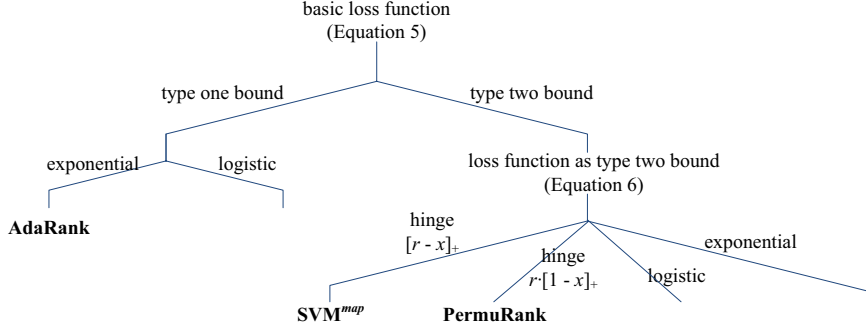 basic loss function
(Equation 5)
type one bound
type two bound
exponential
logistic
loss function as type two bound
(Equation 6)
AdaRank
hinge
[r - x]₊
hinge
r·[1 - x]₊
logistic
exponential
SVMᵐᵃᵖ
PermuRank